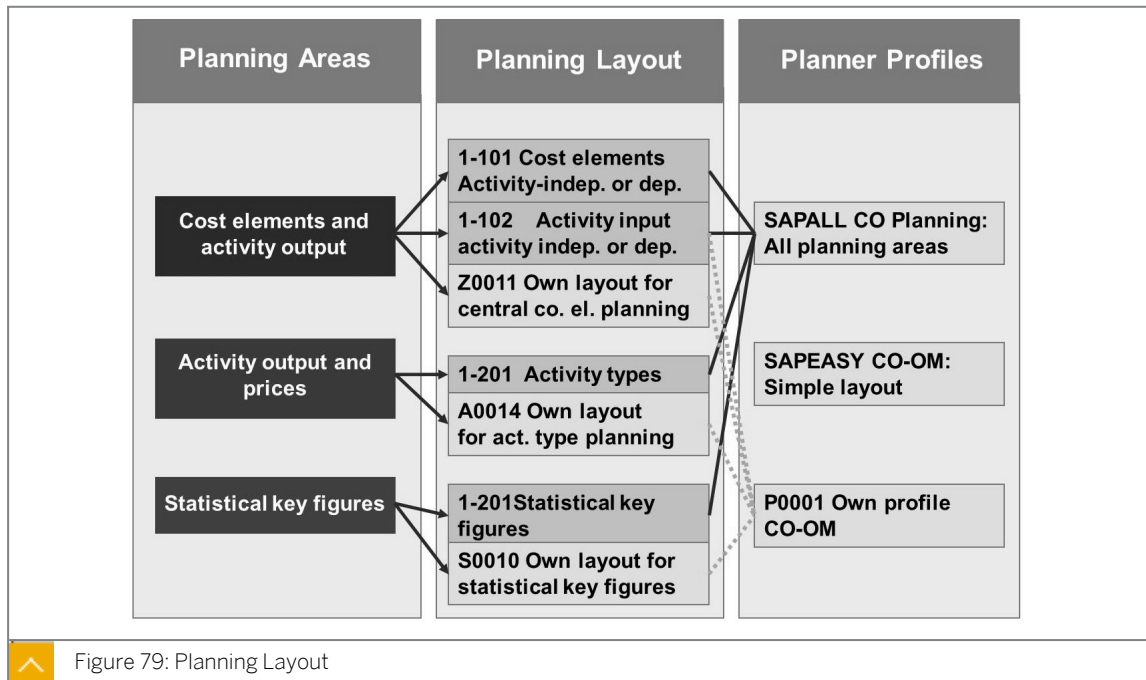 Planning Areas
Planning Layout
Planner Profiles
Cost elements and
activity output
1-101 Cost elements
Activity-indep. or dep.
1-102 Activity input
activity indep. or dep.
Z0011 Own layout for
central co. el. planning
SAPALL CO Planning:
All planning areas
Activity output and
prices
1-201 Activity types
A0014 Own layout
for act. type planning
SAPEASY CO-OM:
Simple layout
Statistical key figures
1-201Statistical key
figures
S0010 Own layout for
statistical key figures
P0001 Own profile
CO-OM
Figure 79: Planning Layout